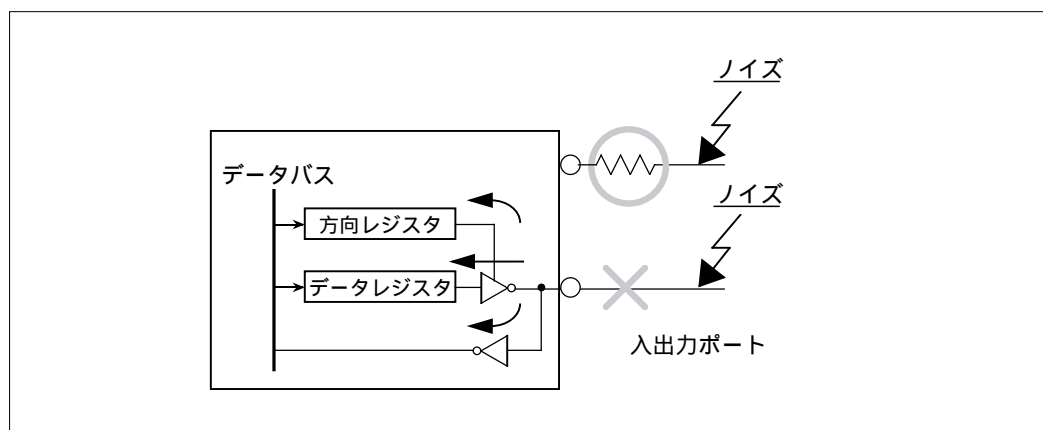 ノイズ
データバス
ノイズ
方向レジスタ
データレジスタ
入出力ポート